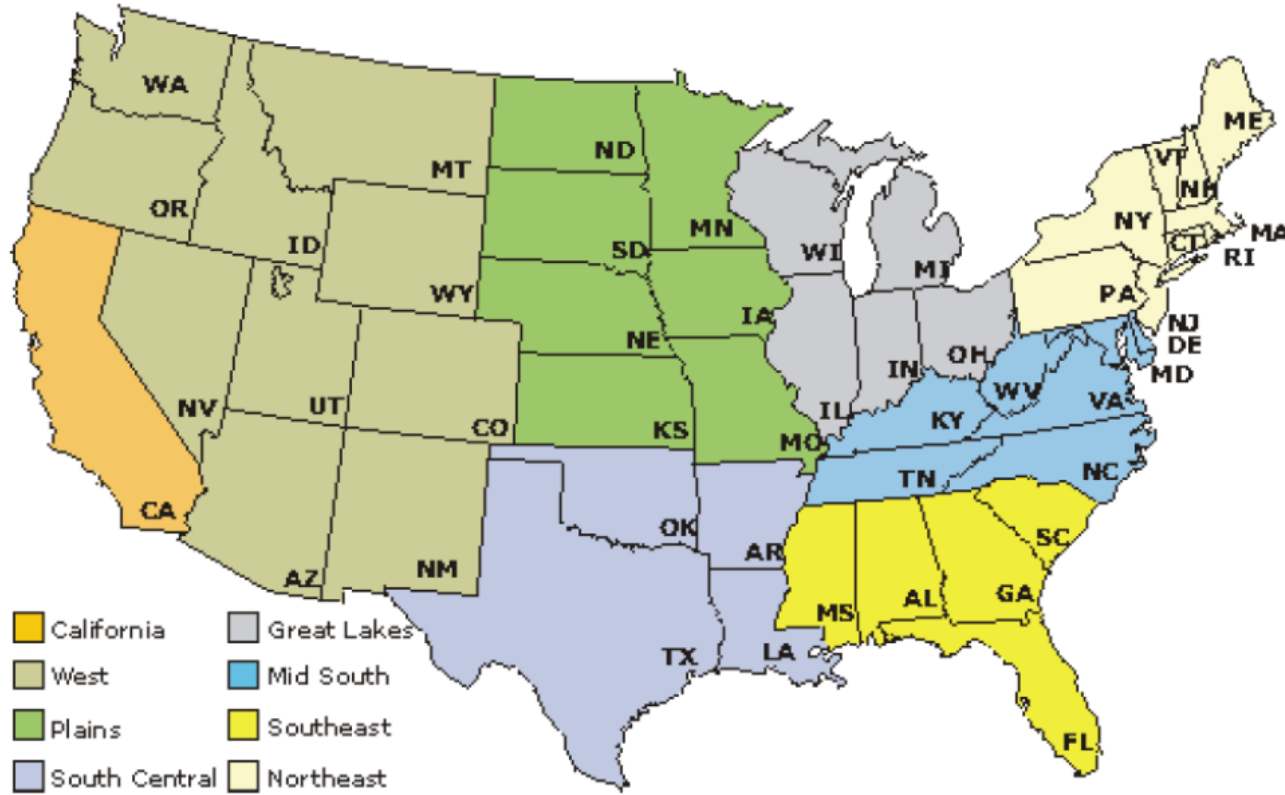 WA
ME
ND
VT
MT
NH
OR
NY
MN
MA
ID
SD
WI
CT
RI
MI
WY
PA
IA
NJ
NE
DE
OH
IN
MD
WV
NV
UT
VA
IL
KY
CO
KS
MO
NC
TN
CA
OK
SC
AR
NM
AZ
GA
AL
MS
LA
TX
FL
California
Great Lakes
West
Mid South
Plains
Southeast
South Central
Northeast